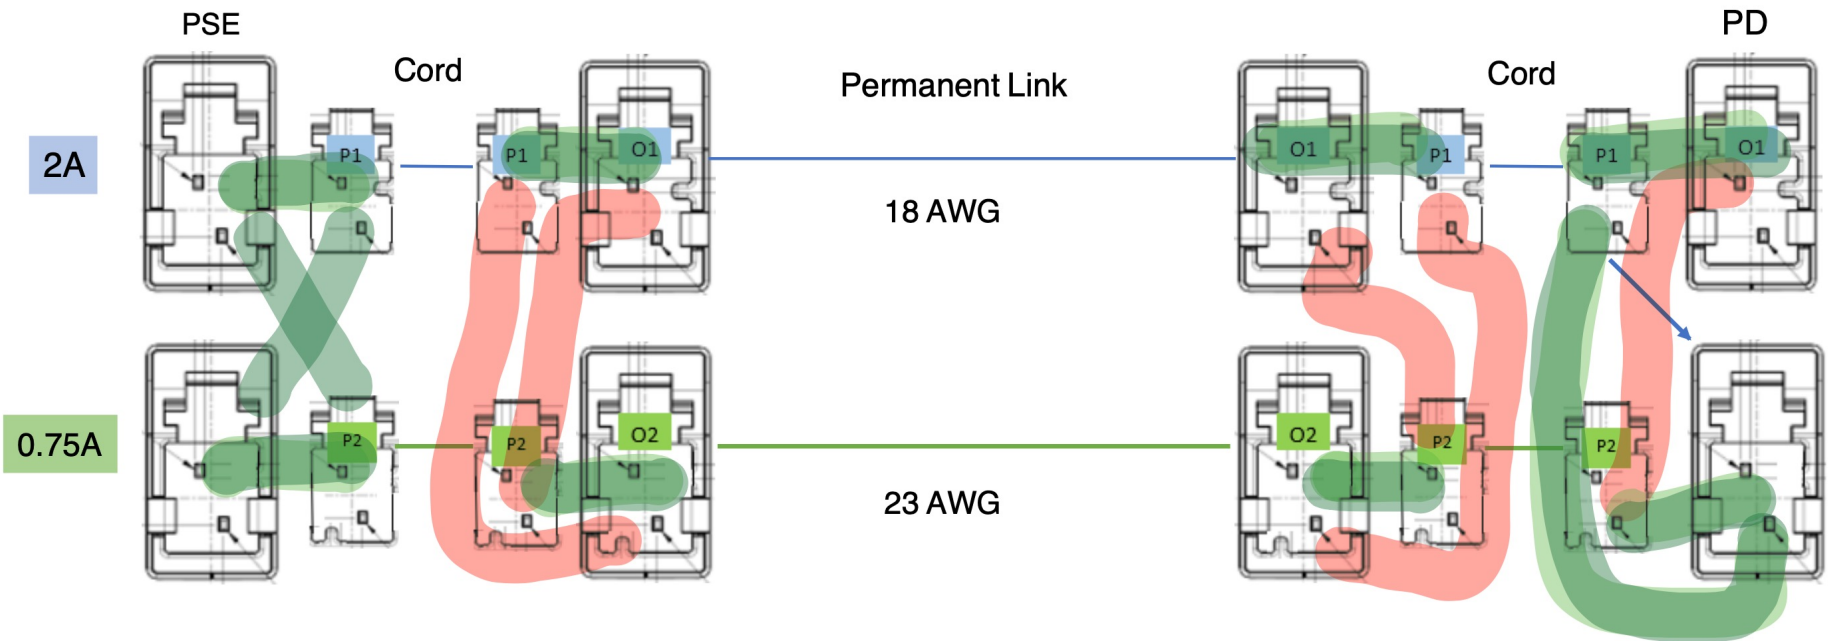 PSE
PD
Cord
Permanent Link
Cord
2A
P1
P1
O1
O1
P1
P1
O1
18 AWG
0.75A
P2
P2
O2
O2
P2
P2
23 AWG